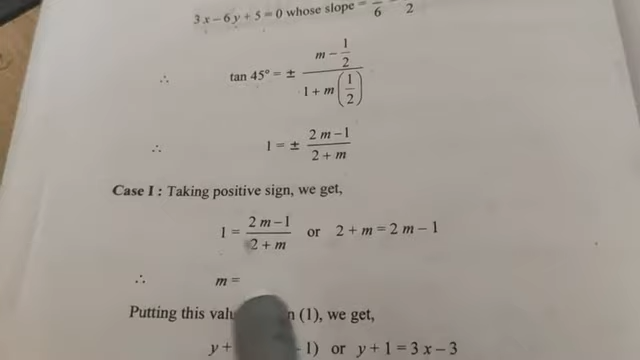 3x − 6y + 5 = 0 whose slope = /6 = /2
∴ tan 45° = ± (m − 1/2) / (1 + m(1/2))
∴ 1 = ± (2m − 1) / (2 + m)
Case I : Taking positive sign, we get,
1 = (2m − 1) / (2 + m) or 2 + m = 2m − 1
∴ m =
Putting this n (1), we get,
y + 1) or y + 1 = 3x − 3